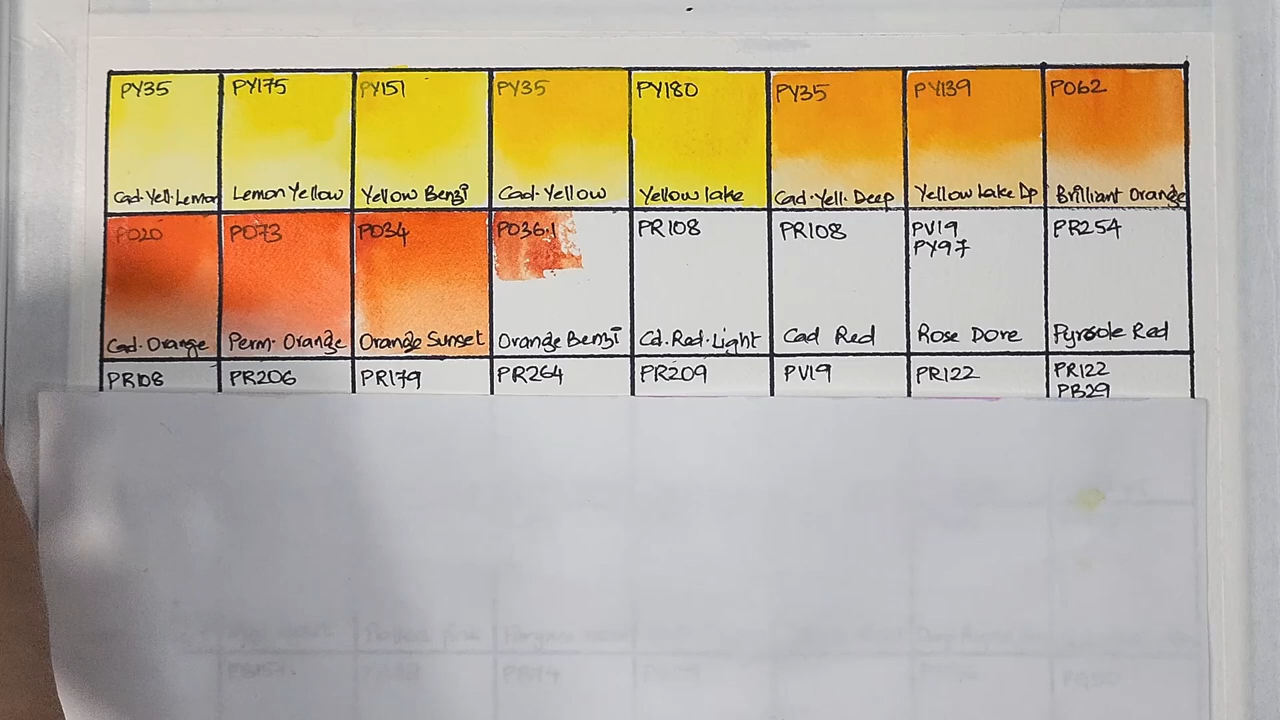 PY35 PY175 PY151 PY35 PY180 PY35 PY139 PO62
Cad.Yell.Lemon Lemon Yellow Yellow Benzi Cad.Yellow Yellow lake Cad.Yell.Deep Yellow Lake Dp Brilliant Orange
PO20 PO73 PO34 PO36.1 PR108 PR108 PV19 PR254
PY97
Cad.Orange Perm.Orange Orange Sunset Orange Benzi Cd.Red.Light Cad Red Rose Dore Pyrrole Red
PR108 PR206 PR179 PR264 PR209 PV19 PR122 PR122
PB29